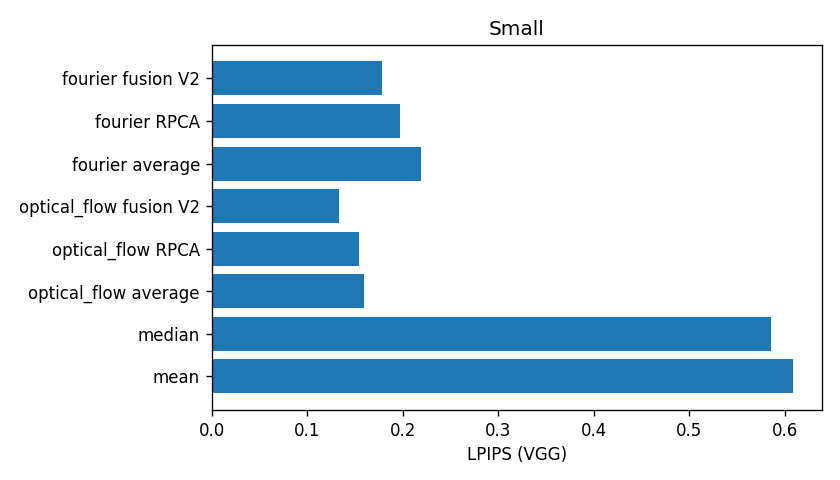 Small
fourier fusion V2
fourier RPCA
fourier average
optical_flow fusion V2
optical_flow RPCA
optical_flow average
median
mean
0.0 0.1 0.2 0.3 0.4 0.5 0.6
LPIPS (VGG)